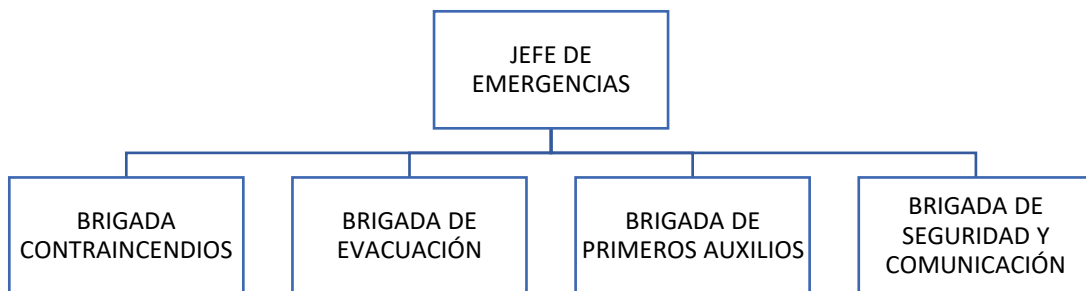 JEFE DE
EMERGENCIAS
BRIGADA
CONTRAINCENDIOS
BRIGADA DE
EVACUACIÓN
BRIGADA DE
PRIMEROS AUXILIOS
BRIGADA DE
SEGURIDAD Y
COMUNICACIÓN